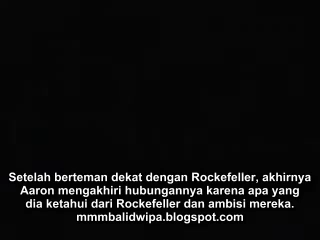 Setelah berteman dekat dengan Rockefeller, akhirnya
Aaron mengakhiri hubungannya karena apa yang
dia ketahui dari Rockefeller dan ambisi mereka.
mmmbalidwipa.blogspot.com